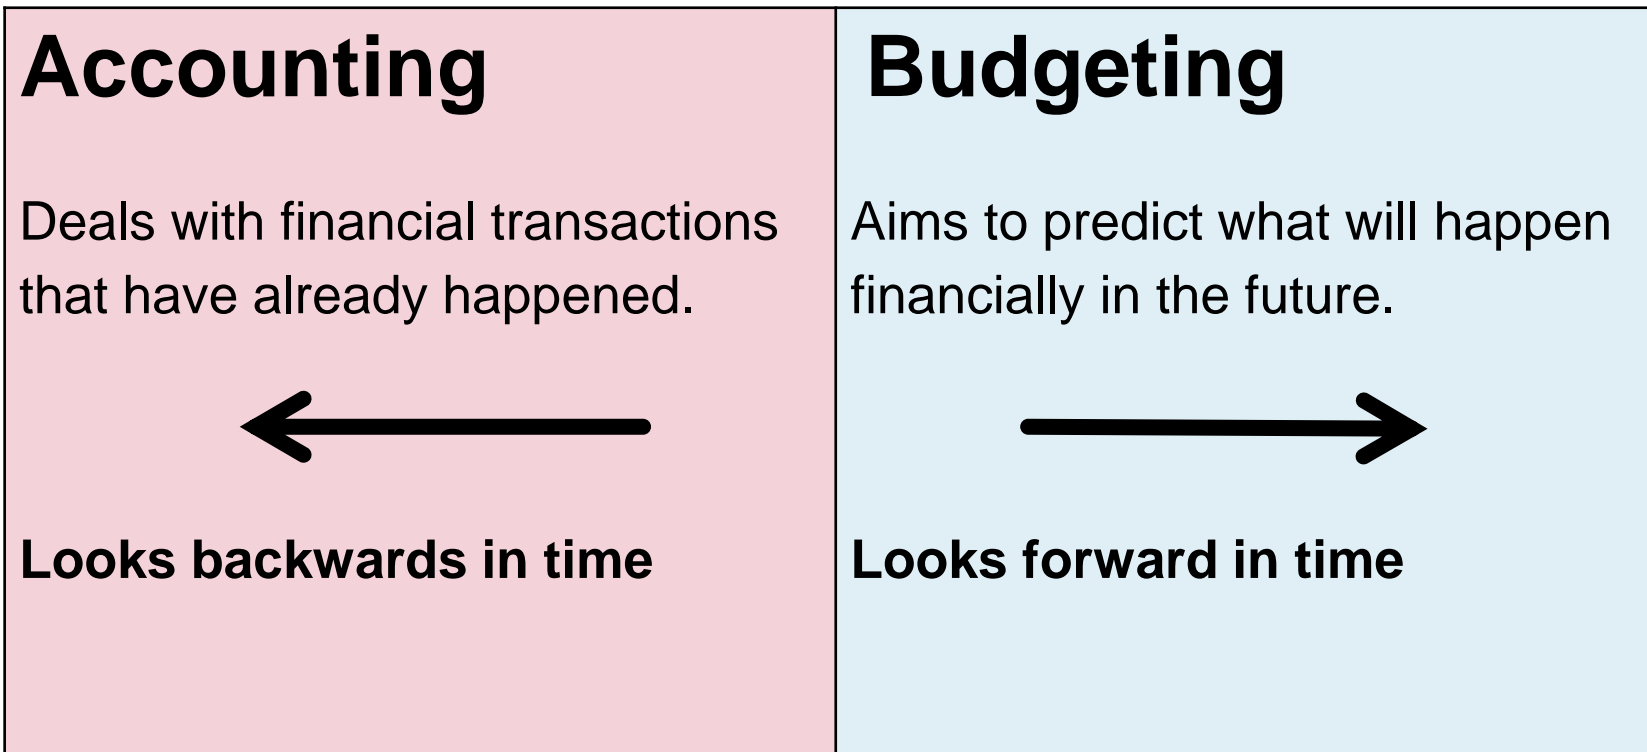 Accounting
Deals with financial transactions
that have already happened.
Looks backwards in time
Budgeting
Aims to predict what will happen
financially in the future.
Looks forward in time